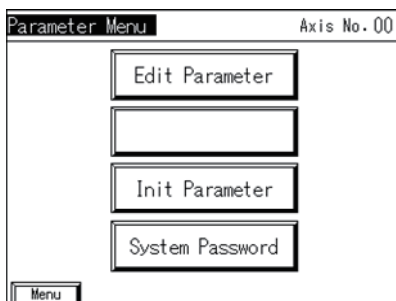 Parameter Menu Axis No.00
Edit Parameter
Init Parameter
System Password
Menu